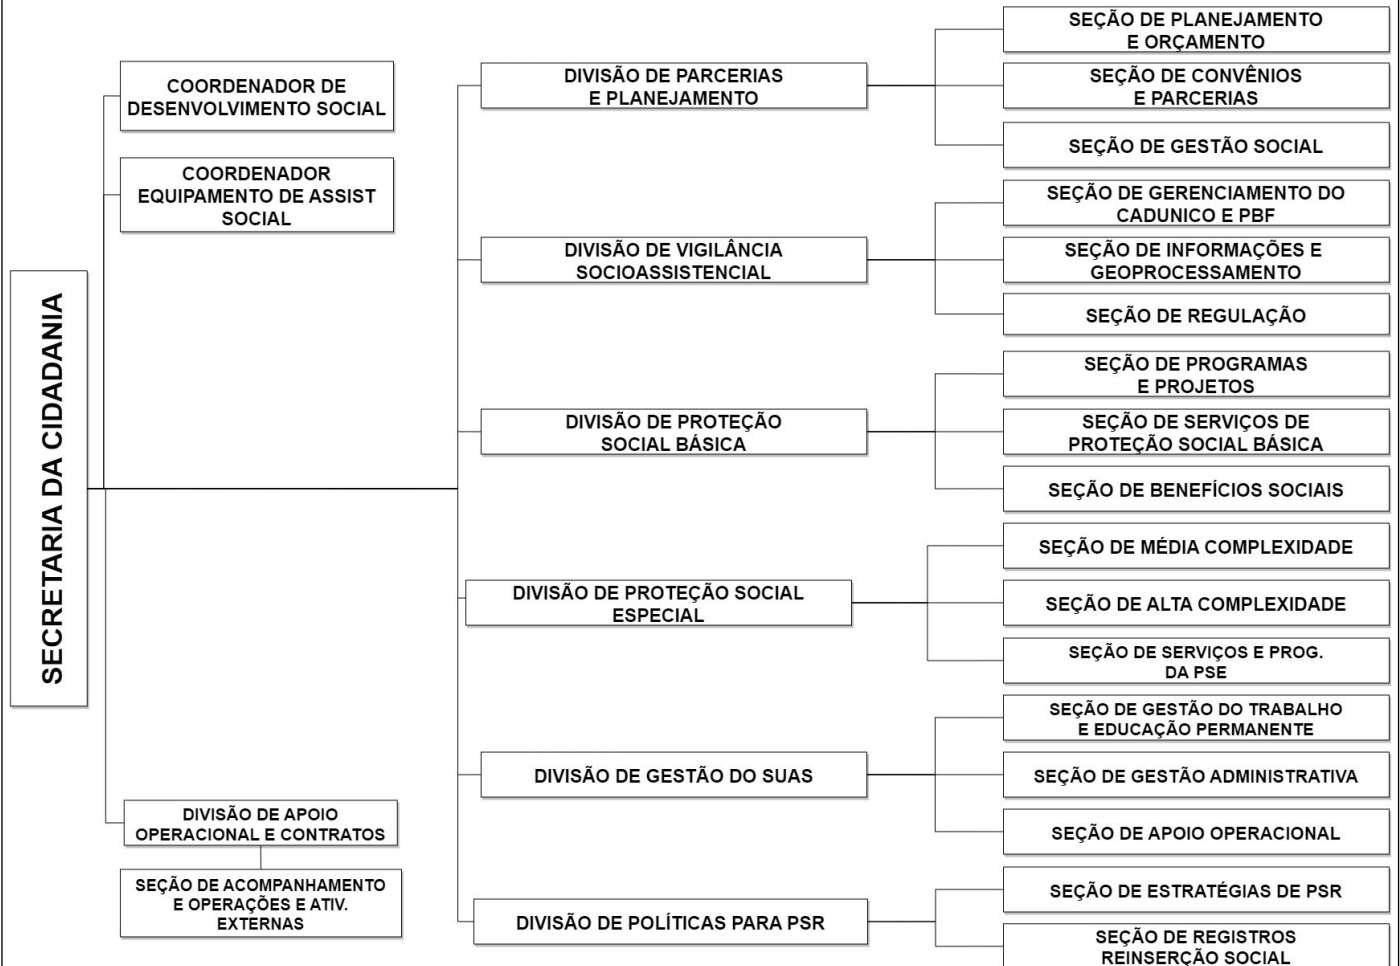 SECRETARIA DA CIDADANIA
COORDENADOR DE
DESENVOLVIMENTO SOCIAL
COORDENADOR
EQUIPAMENTO DE ASSIST
SOCIAL
DIVISÃO DE APOIO
OPERACIONAL E CONTRATOS
SEÇÃO DE ACOMPANHAMENTO
E OPERAÇÕES E ATIV.
EXTERNAS
DIVISÃO DE PARCERIAS
E PLANEJAMENTO
SEÇÃO DE PLANEJAMENTO
E ORÇAMENTO
SEÇÃO DE CONVÊNIOS
E PARCERIAS
SEÇÃO DE GESTÃO SOCIAL
DIVISÃO DE VIGILÂNCIA
SOCIOASSISTENCIAL
SEÇÃO DE GERENCIAMENTO DO
CADUNICO E PBF
SEÇÃO DE INFORMAÇÕES E
GEOPROCESSAMENTO
SEÇÃO DE REGULAÇÃO
DIVISÃO DE PROTEÇÃO
SOCIAL BÁSICA
SEÇÃO DE PROGRAMAS
E PROJETOS
SEÇÃO DE SERVIÇOS DE
PROTEÇÃO SOCIAL BÁSICA
SEÇÃO DE BENEFÍCIOS SOCIAIS
DIVISÃO DE PROTEÇÃO SOCIAL
ESPECIAL
SEÇÃO DE MÉDIA COMPLEXIDADE
SEÇÃO DE ALTA COMPLEXIDADE
SEÇÃO DE SERVIÇOS E PROG.
DA PSE
DIVISÃO DE GESTÃO DO SUAS
SEÇÃO DE GESTÃO DO TRABALHO
E EDUCAÇÃO PERMANENTE
SEÇÃO DE GESTÃO ADMINISTRATIVA
SEÇÃO DE APOIO OPERACIONAL
DIVISÃO DE POLÍTICAS PARA PSR
SEÇÃO DE ESTRATÉGIAS DE PSR
SEÇÃO DE REGISTROS
REINSERÇÃO SOCIAL